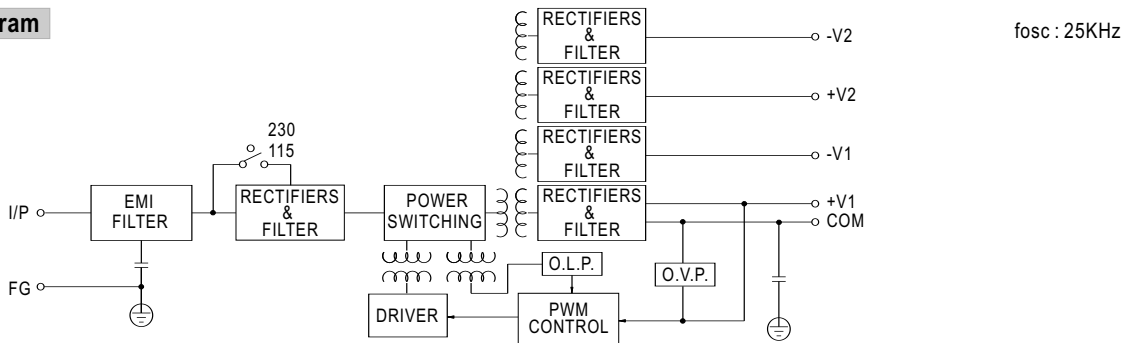 ram
fosc : 25KHz
RECTIFIERS
&
FILTER
-V2
RECTIFIERS
&
FILTER
+V2
RECTIFIERS
&
FILTER
-V1
230
115
I/P
EMI
FILTER
RECTIFIERS
&
FILTER
POWER
SWITCHING
RECTIFIERS
&
FILTER
+V1
COM
O.L.P.
O.V.P.
FG
DRIVER
PWM
CONTROL